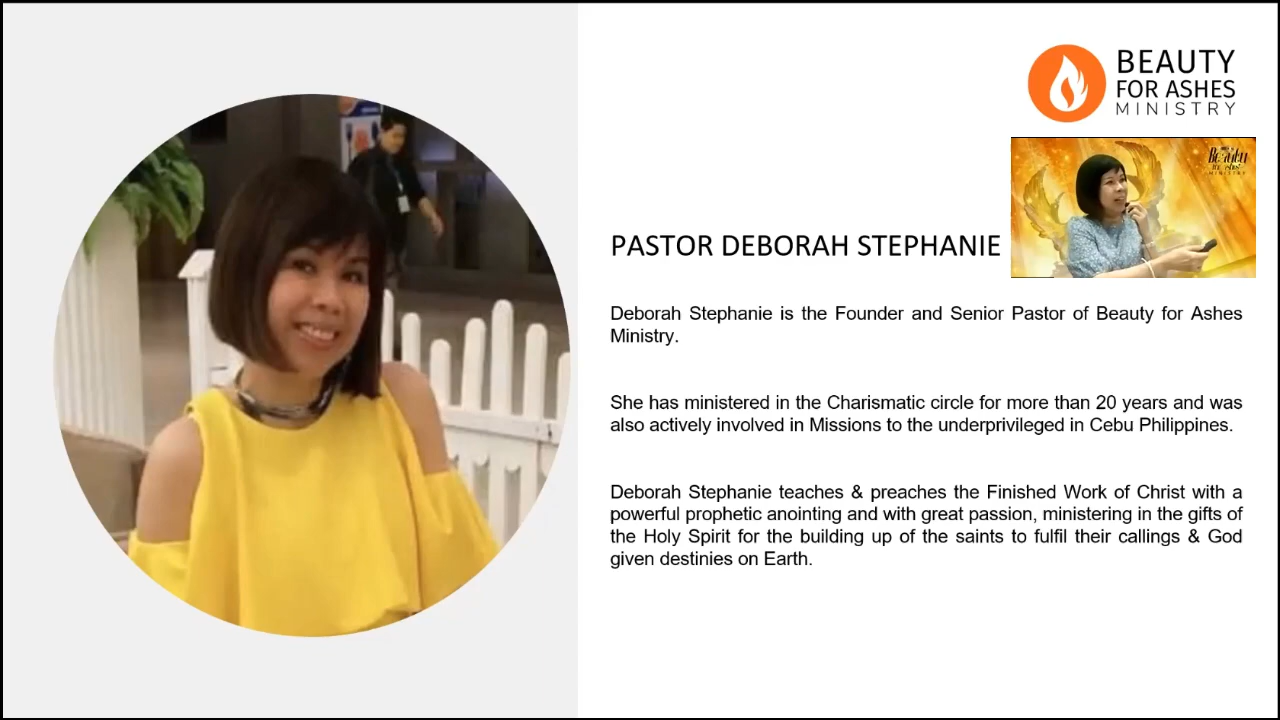 BEAUTY
FOR ASHES
MINISTRY
Beauty
for Ashes
MINISTRY
PASTOR DEBORAH STEPHANIE
Deborah Stephanie is the Founder and Senior Pastor of Beauty for Ashes
Ministry.
She has ministered in the Charismatic circle for more than 20 years and was
also actively involved in Missions to the underprivileged in Cebu Philippines.
Deborah Stephanie teaches & preaches the Finished Work of Christ with a
powerful prophetic anointing and with great passion, ministering in the gifts of
the Holy Spirit for the building up of the saints to fulfil their callings & God
given destinies on Earth.